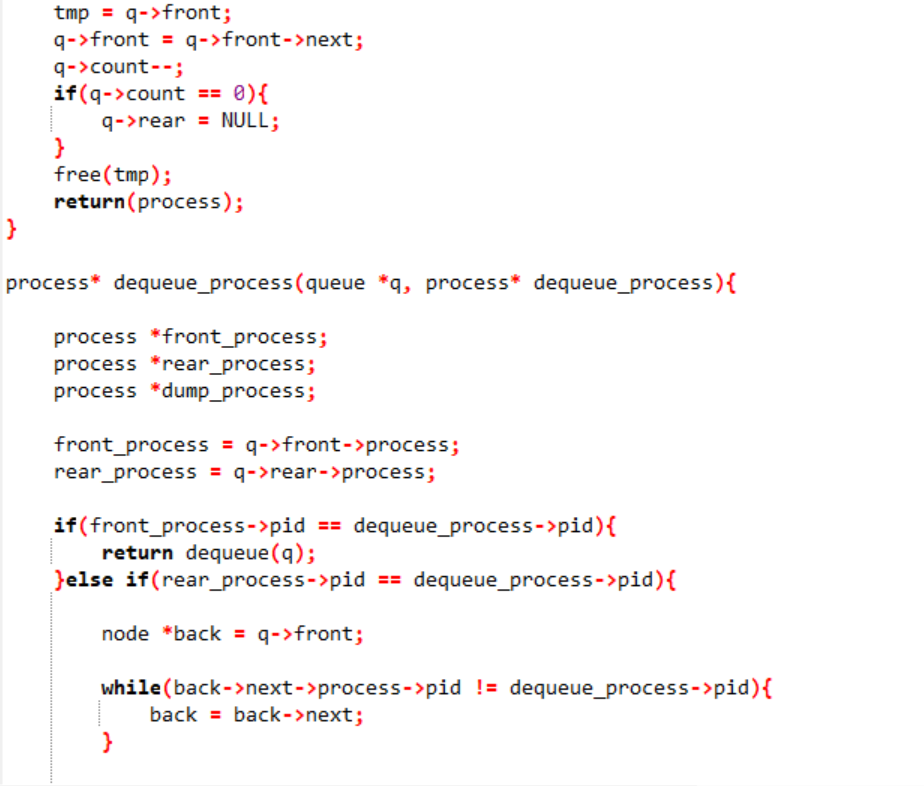 tmp = q->front;
q->front = q->front->next;
q->count--;
if(q->count == 0){
q->rear = NULL;
}
free(tmp);
return(process);
}
process* dequeue_process(queue *q, process* dequeue_process){
process *front_process;
process *rear_process;
process *dump_process;
front_process = q->front->process;
rear_process = q->rear->process;
if(front_process->pid == dequeue_process->pid){
return dequeue(q);
}else if(rear_process->pid == dequeue_process->pid){
node *back = q->front;
while(back->next->process->pid != dequeue_process->pid){
back = back->next;
}